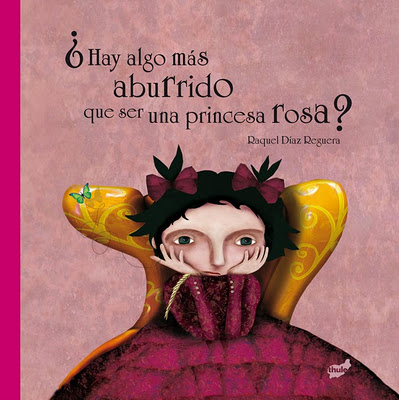 ¿Hay algo más
aburrido
que ser una princesa rosa?
Raquel Díaz Reguera
thule